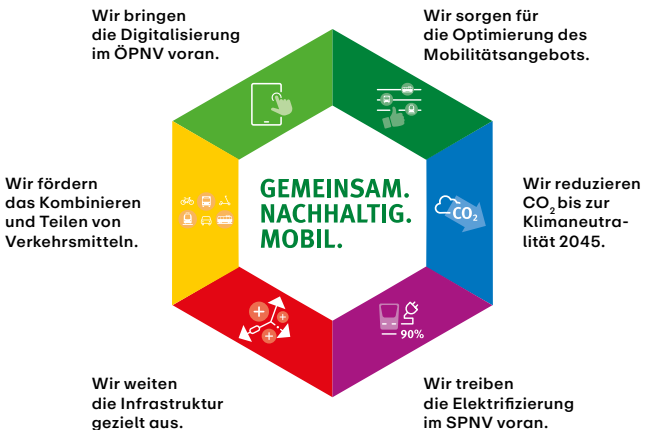 Wir bringen
die Digitalisierung
im ÖPNV voran.
Wir sorgen für
die Optimierung des
Mobilitätsangebots.
Wir fördern
das Kombinieren
und Teilen von
Verkehrsmitteln.
GEMEINSAM.
NACHHALTIG.
MOBIL.
CO₂
Wir reduzieren
CO₂ bis zur
Klimaneutra-
lität 2045.
90%
Wir weiten
die Infrastruktur
gezielt aus.
Wir treiben
die Elektrifizierung
im SPNV voran.